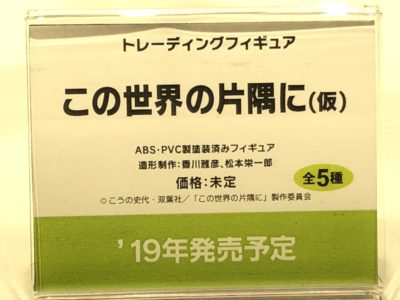 トレーディングフィギュア
この世界の片隅に(仮)
ABS・PVC製塗装済みフィギュア
造形制作：香川雅彦、松本栄一郎
価格：未定
全5種
©こうの史代・双葉社／「この世界の片隅に」製作委員会
'19年発売予定